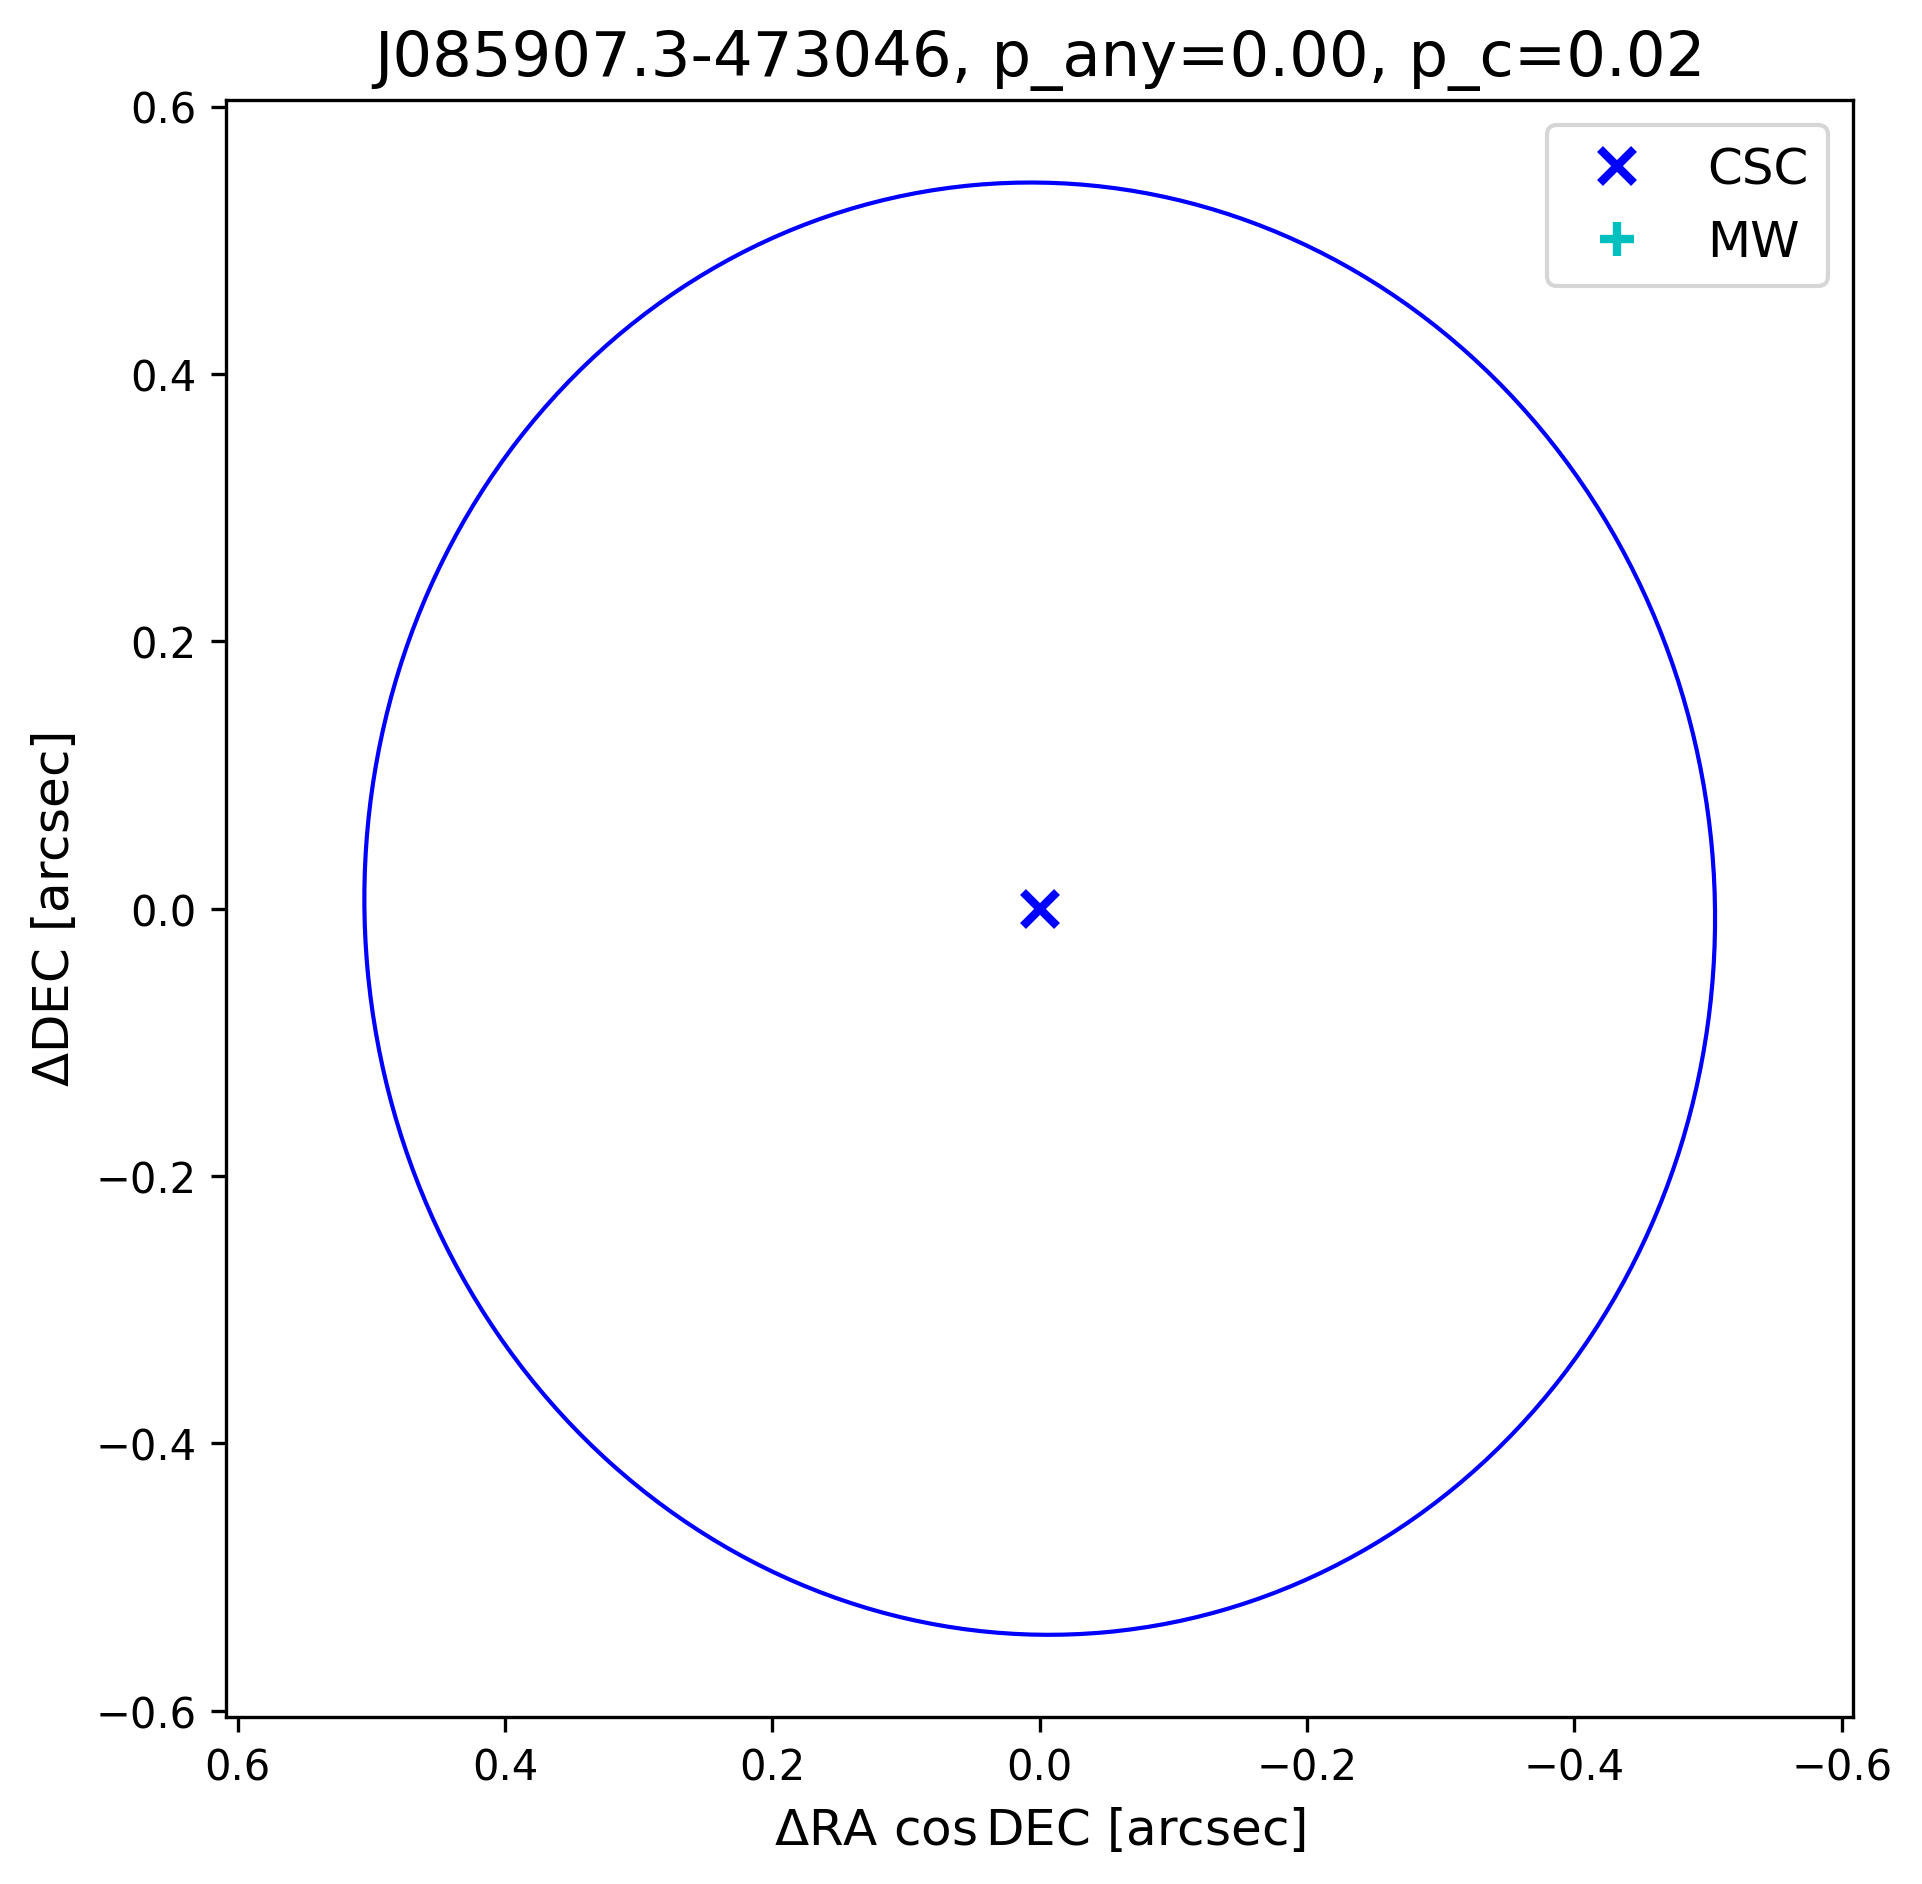 J085907.3-473046, p_any=0.00, p_c=0.02
CSC
MW
0.6
0.4
0.2
0.0
−0.2
−0.4
−0.6
ΔDEC [arcsec]
0.6 0.4 0.2 0.0 −0.2 −0.4 −0.6
ΔRA cos DEC [arcsec]